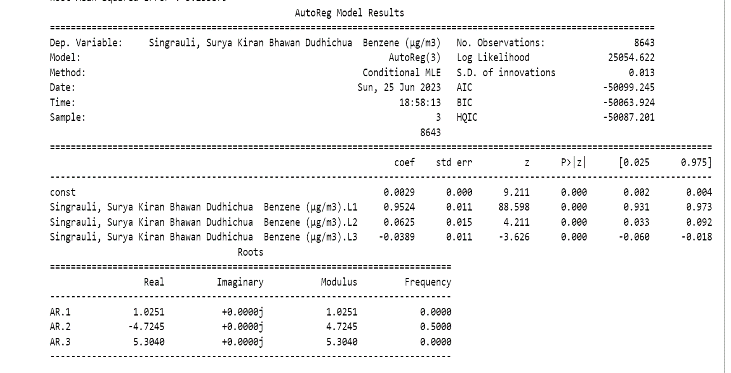 AutoReg Model Results
==============================================================================
Dep. Variable: Singrauli, Surya Kiran Bhawan Dudhichua Benzene (µg/m3) No. Observations: 8643
Model: AutoReg(3) Log Likelihood 25054.622
Method: Conditional MLE S.D. of innovations 0.013
Date: Sun, 25 Jun 2023 AIC -50099.245
Time: 18:58:13 BIC -50063.924
Sample: 3 HQIC -50087.201
8643
==============================================================================
coef std err z P>|z| [0.025 0.975]
------------------------------------------------------------------------------
const 0.0029 0.000 9.211 0.000 0.002 0.004
Singrauli, Surya Kiran Bhawan Dudhichua Benzene (µg/m3).L1 0.9524 0.011 88.598 0.000 0.931 0.973
Singrauli, Surya Kiran Bhawan Dudhichua Benzene (µg/m3).L2 0.0625 0.015 4.211 0.000 0.033 0.092
Singrauli, Surya Kiran Bhawan Dudhichua Benzene (µg/m3).L3 -0.0389 0.011 -3.626 0.000 -0.060 -0.018
Roots
==============================================================================
Real Imaginary Modulus Frequency
------------------------------------------------------------------------------
AR.1 1.0251 +0.0000j 1.0251 0.0000
AR.2 -4.7245 +0.0000j 4.7245 0.5000
AR.3 5.3040 +0.0000j 5.3040 0.0000
------------------------------------------------------------------------------